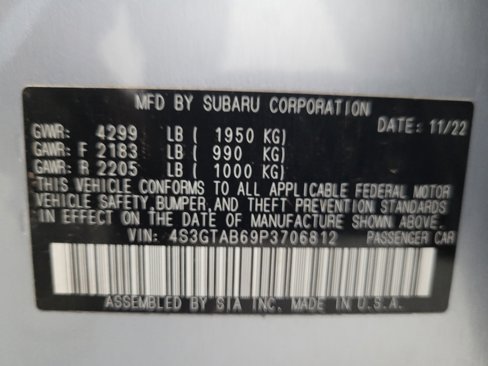 MFD BY SUBARU CORPORATION
DATE: 11/22
GVWR: 4299 LB ( 1950 KG)
GAWR: F 2183 LB ( 990 KG)
GAWR: R 2205 LB ( 1000 KG)
THIS VEHICLE CONFORMS TO ALL APPLICABLE FEDERAL MOTOR
VEHICLE SAFETY,BUMPER,AND THEFT PREVENTION STANDARDS
IN EFFECT ON THE DATE OF MANUFACTURE SHOWN ABOVE.
VIN: 4S3GTAB69P3706812 PASSENGER CAR
ASSEMBLED BY SIA INC. MADE IN U.S.A.